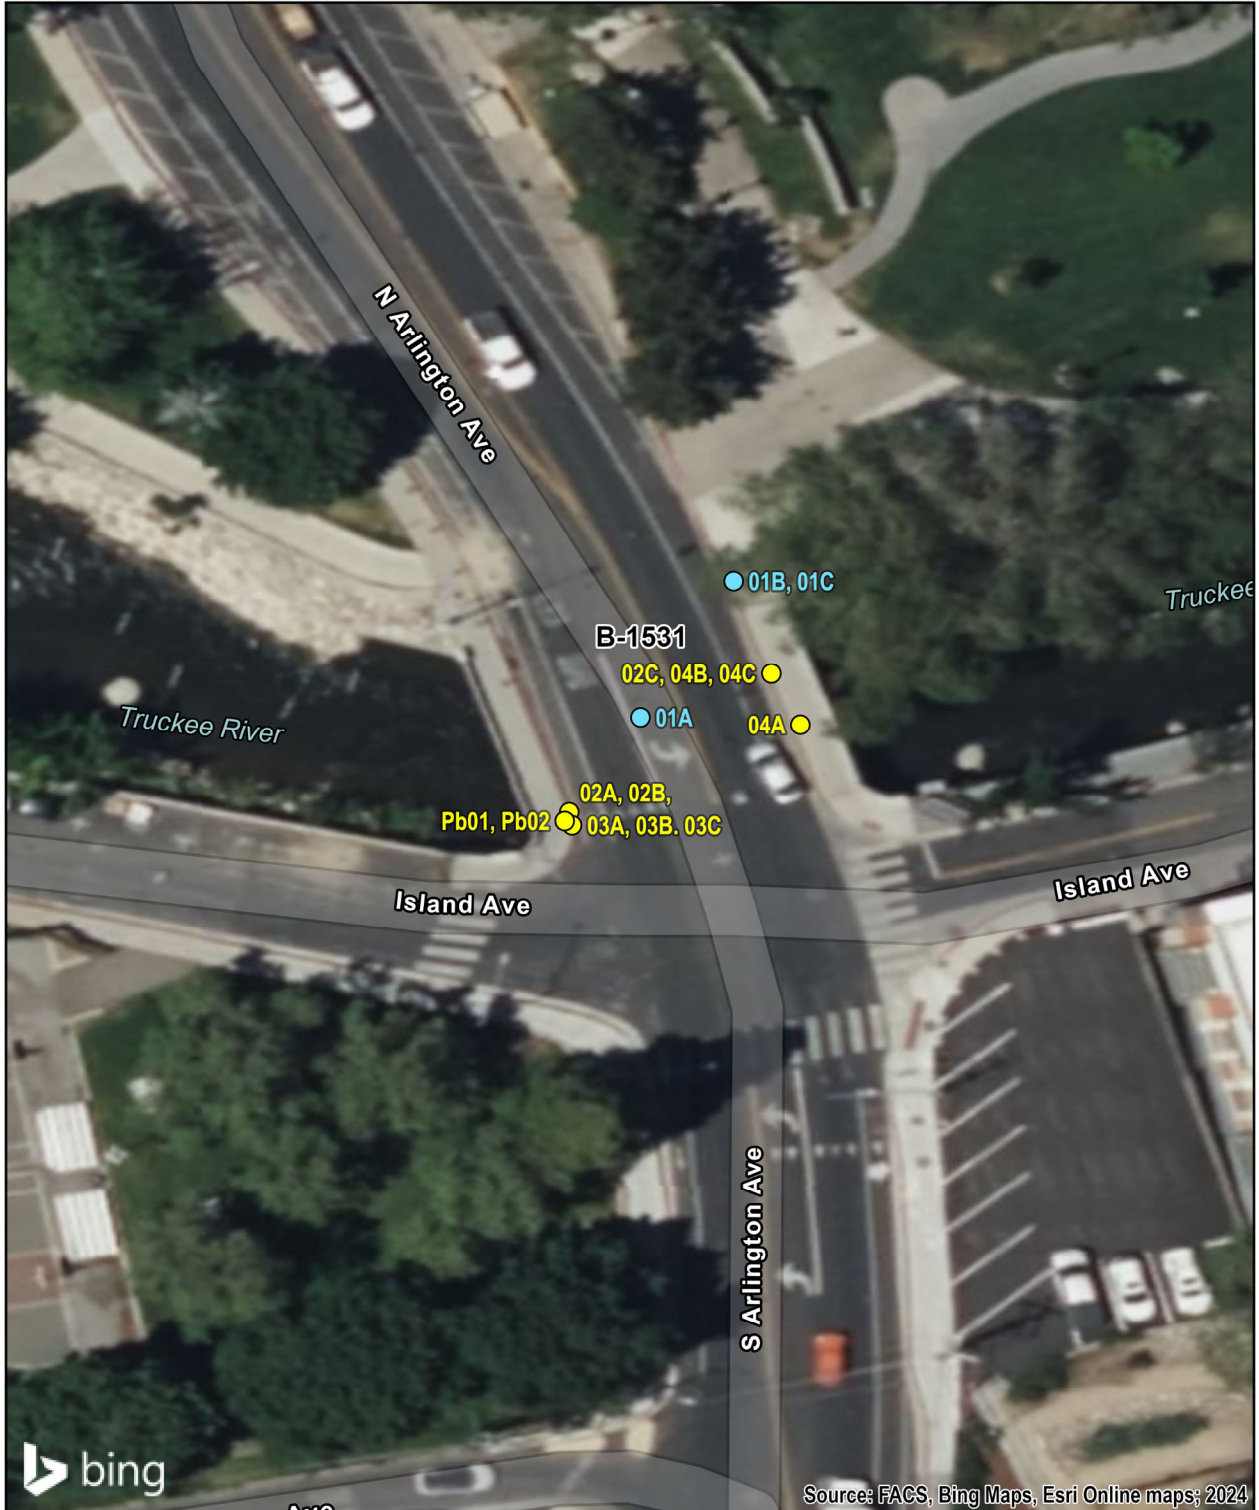 N Arlington Ave
01B, 01C
Truckee
B-1531
02C, 04B, 04C
01A
04A
Truckee River
02A, 02B,
Pb01, Pb02
03A, 03B. 03C
Island Ave
Island Ave
S Arlington Ave
bing
Ave
Source: FACS, Bing Maps, Esri Online maps; 2024